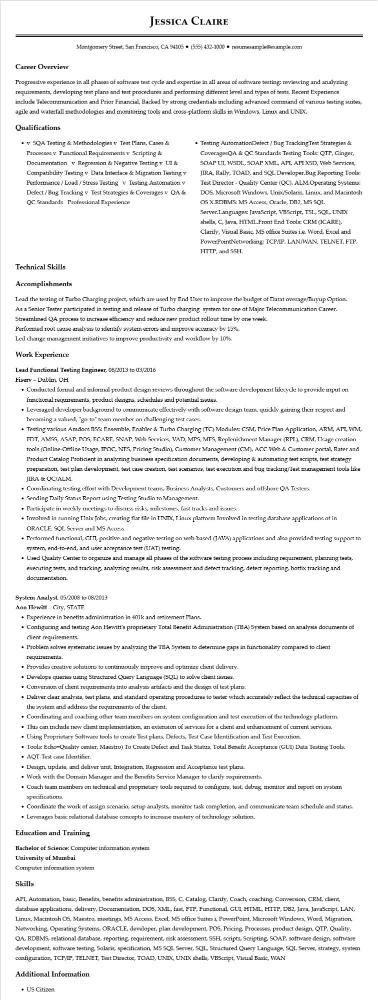 Jessica Claire
Montgomery Street, San Francisco, CA 94105 ● (555) 432-1000 ● resumesample@example.com
Career Overview
Progressive experience in all phases of software test cycle and expertise in all areas of software testing: reviewing and analyzing
requirements, developing test plans and test procedures and performing different level and types of tests. Recent Experience
include Telecommunication and Prior Financial, Backed by strong credentials including advanced command of various testing suites,
agile and waterfall methodologies and monitoring tools and cross-platform skills in Windows, Linux and UNIX.
Qualifications
• v SQA Testing & Methodologies v Test Plans, Cases &
Processes v Functional Requirements v Scripting &
Documentation v Regression & Negative Testing v UI &
Compatibility Testing v Data Interface & Migration Testing v
Performance / Load / Stress Testing v Testing Automation v
Defect / Bug Tracking v Test Strategies & Coverages v QA &
QC Standards Professional Experience
• Testing AutomationDefect / Bug TrackingTest Strategies &
CoveragesQA & QC Standards Testing Tools: QTP, Ginger,
SOAP UI, WSDL, SOAP XML, API, API XSD, Web Services,
JIRA, Rally, TOAD, and SQL Developer.Bug Reporting Tools:
Test Director - Quality Center (QC), ALM.Operating Systems:
DOS, Microsoft Windows, Unix/Solaris, Linux, and Macintosh
OS X.RDBMS: MS Access, Oracle, DB2, MS SQL
Server.Languages: JavaScript, VBScript, TSL, SQL, UNIX
shells, C, Java, HTML.Front End Tools: CRM (ICARE),
Clarify, Visual Basic, MS office Suites i.e. Word, Excel and
PowerPointNetworking: TCP/IP, LAN/WAN, TELNET, FTP,
HTTP, and SSH.
Technical Skills
Accomplishments
Lead the testing of Turbo Charging project, which are used by End User to improve the budget of Datat overage/Buyup Option.
As a Senior Tester participated in testing and release of Turbo charging system for one of Major Telecommunication Career.
Streamlined QA process to increase efficiency and reduce new product rollout time by one week.
Performed root cause analysis to identify system errors and improve accuracy by 15%.
Led change management initiatives to improve productivity and workflow by 10%.
Work Experience
Lead Functional Testing Engineer, 08/2013 to 03/2016
Fiserv – Dublin, OH
• Conducted formal and informal product design reviews throughout the software development lifecycle to provide input on
functional requirements, product designs, schedules and potential issues.
• Leveraged developer background to communicate effectively with software design team, quickly gaining their respect and
becoming a valued, "go-to" team member on challenging test cases.
• Testing various Amdocs BSS: Ensemble, Enabler & Turbo Charging (TC) Modules: CSM, Price Plan Application, ARM, API, WM,
FDT, AMSS, ASAP, POS, ECARE, SNAP, Web Services, VAD, MPS, MFS, Replenishment Manager (RPL), CRM, Usage creation
tools (Online-Offline Usage, IPOC, NES, Pricing Studio), Customer Management (CM), ACC Web & Customer portal, Rater and
Product Catalog Proficient in analyzing business specification documents, developing & automating test scripts, test strategy
preparation, test plan development, test case creation, test scenarios, test execution and bug tracking/Test management tools like
JIRA & QC/ALM.
• Coordinating testing effort with Development teams, Business Analysts, Customers and offshore QA Testers.
• Sending Daily Status Report using Testing Studio to Management.
• Participate in weekly meetings to discuss risks, milestones, fast tracks and issues.
• Involved in running Unix Jobs, creating flat file in UNIX, Linux platform Involved in testing database applications of in
ORACLE, SQL Server and MS Access.
• Performed functional, GUI, positive and negative testing on web-based (JAVA) applications and also provided testing support to
system, end-to-end, and user acceptance test (UAT) testing.
• Used Quality Center to organize and manage all phases of the software testing process including requirement, planning tests,
executing tests, and tracking, analyzing results, risk assessment and defect tracking, defect reporting, hotfix tracking and
documentation.
System Analyst, 05/2008 to 08/2013
Aon Hewitt – City, STATE
• Experience in benefits administration in 401k and retirement Plans.
• Configuring and testing Aon Hewitt's proprietary Total Benefit Administration (TBA) System based on analysis documents of
client requirements.
• Problem solves systematic issues by analyzing the TBA System to determine gaps in functionality compared to client
requirements.
• Provides creative solutions to continuously improve and optimize client delivery.
• Develops queries using Structured Query Language (SQL) to solve client issues.
• Conversion of client requirements into analysis artifacts and the design of test plans.
• Deliver clear analysis, test plans, and standard operating procedures to tester which accurately reflect the technical capacities of
the system and address the requirements of the client.
• Coordinating and coaching other team members on system configuration and test execution of the technology platform.
• This can include new client implementation, an extension of services for a client and enhancement of current services.
• Using Proprietary Software tools to create Test plans, Defects, Test Case Identification and Test Execution.
• Tools: Echo=Quality center, Maestro) To Create Defect and Task Status, Total Benefit Acceptance (GUI) Data Testing Tools.
• AQT-Test case Identifier.
• Design, update, and deliver unit, Integration, Regression and Acceptance test plans.
• Work with the Domain Manager and the Benefits Service Manager to clarify requirements.
• Coach team members on technical and proprietary tools required to configure, test, debug, monitor and report on system
specifications.
• Coordinate the work of assign scenario, setup analysts, monitor task completion, and communicate team schedule and status.
• Leverages basic relational database concepts to increase mastery of technology solution.
Education and Training
Bachelor of Science: Computer information system
University of Mumbai
Computer information system
Skills
API, Automation, basic, Benefits, benefits administration, BSS, C, Catalog, Clarify, Coach, coaching, Conversion, CRM, client,
database applications, delivery, Documentation, DOS, XML, fast, FTP, Functional, GUI, HTML, HTTP, DB2, Java, JavaScript, LAN,
Linux, Macintosh OS, Maestro, meetings, MS Access, Excel, MS office Suites i, PowerPoint, Microsoft Windows, Word, Migration,
Networking, Operating Systems, ORACLE, developer, plan development, POS, Pricing, Processes, product design, QTP, Quality,
QA, RDBMS, relational database, reporting, requirement, risk assessment, SSH, scripts, Scripting, SOAP, software design, software
development, software testing, Solaris, specification, MS SQL Server, SQL, Structured Query Language, SQL Server, strategy, system
configuration, TCP/IP, TELNET, Test Director, TOAD, UNIX, UNIX shells, VBScript, Visual Basic, WAN
Additional Information
• US Citizen